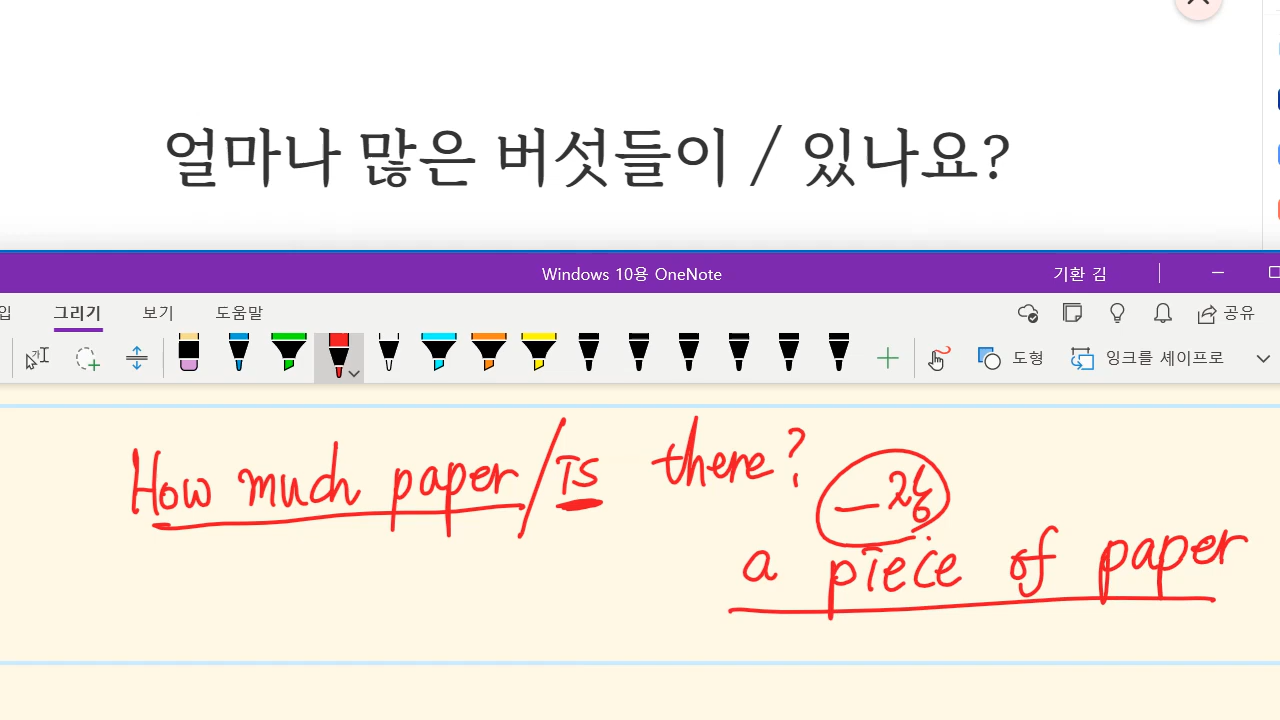 얼마나 많은 버섯들이 / 있나요?
Windows 10용 OneNote
기환 김
입 그리기 보기 도움말
공유
가
도형
잉크를 셰이프로
How much paper / is there?
a piece of paper